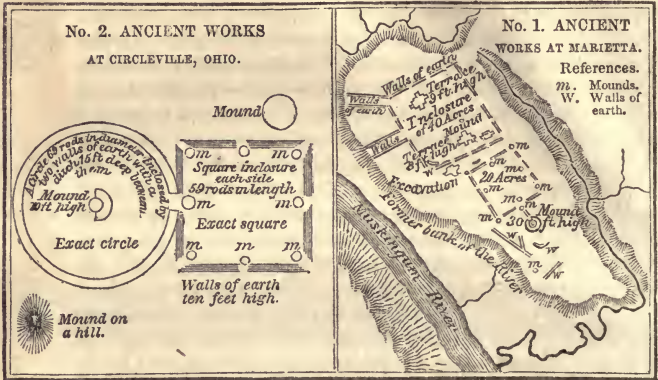 No. 2. ANCIENT WORKS
AT CIRCLEVILLE, OHIO.
Mound
A circle 69 rods in diameter Inclosed by
two walls of earth with a
ditch 15 ft deep between
them
Mound
10 ft high
Exact circle
m
m
m
Square inclosure
each side
59 rods in length
m
m
Exact square
m
m
m
Walls of earth
ten feet high.
Mound on
a hill.
No. 1. ANCIENT
WORKS AT MARIETTA.
References.
m. Mounds.
W. Walls of
earth.
Walls of earth
Terrace
9 ft. high
Walls
of earth
Inclosure
of 40 Acres
Walls
Mound
Terrace
8 ft high
Excavation
m
m
20 Acres
m
m
m
m
m
Mound
30 ft high
m
w
w
w
Former bank of the River
Muskingum River